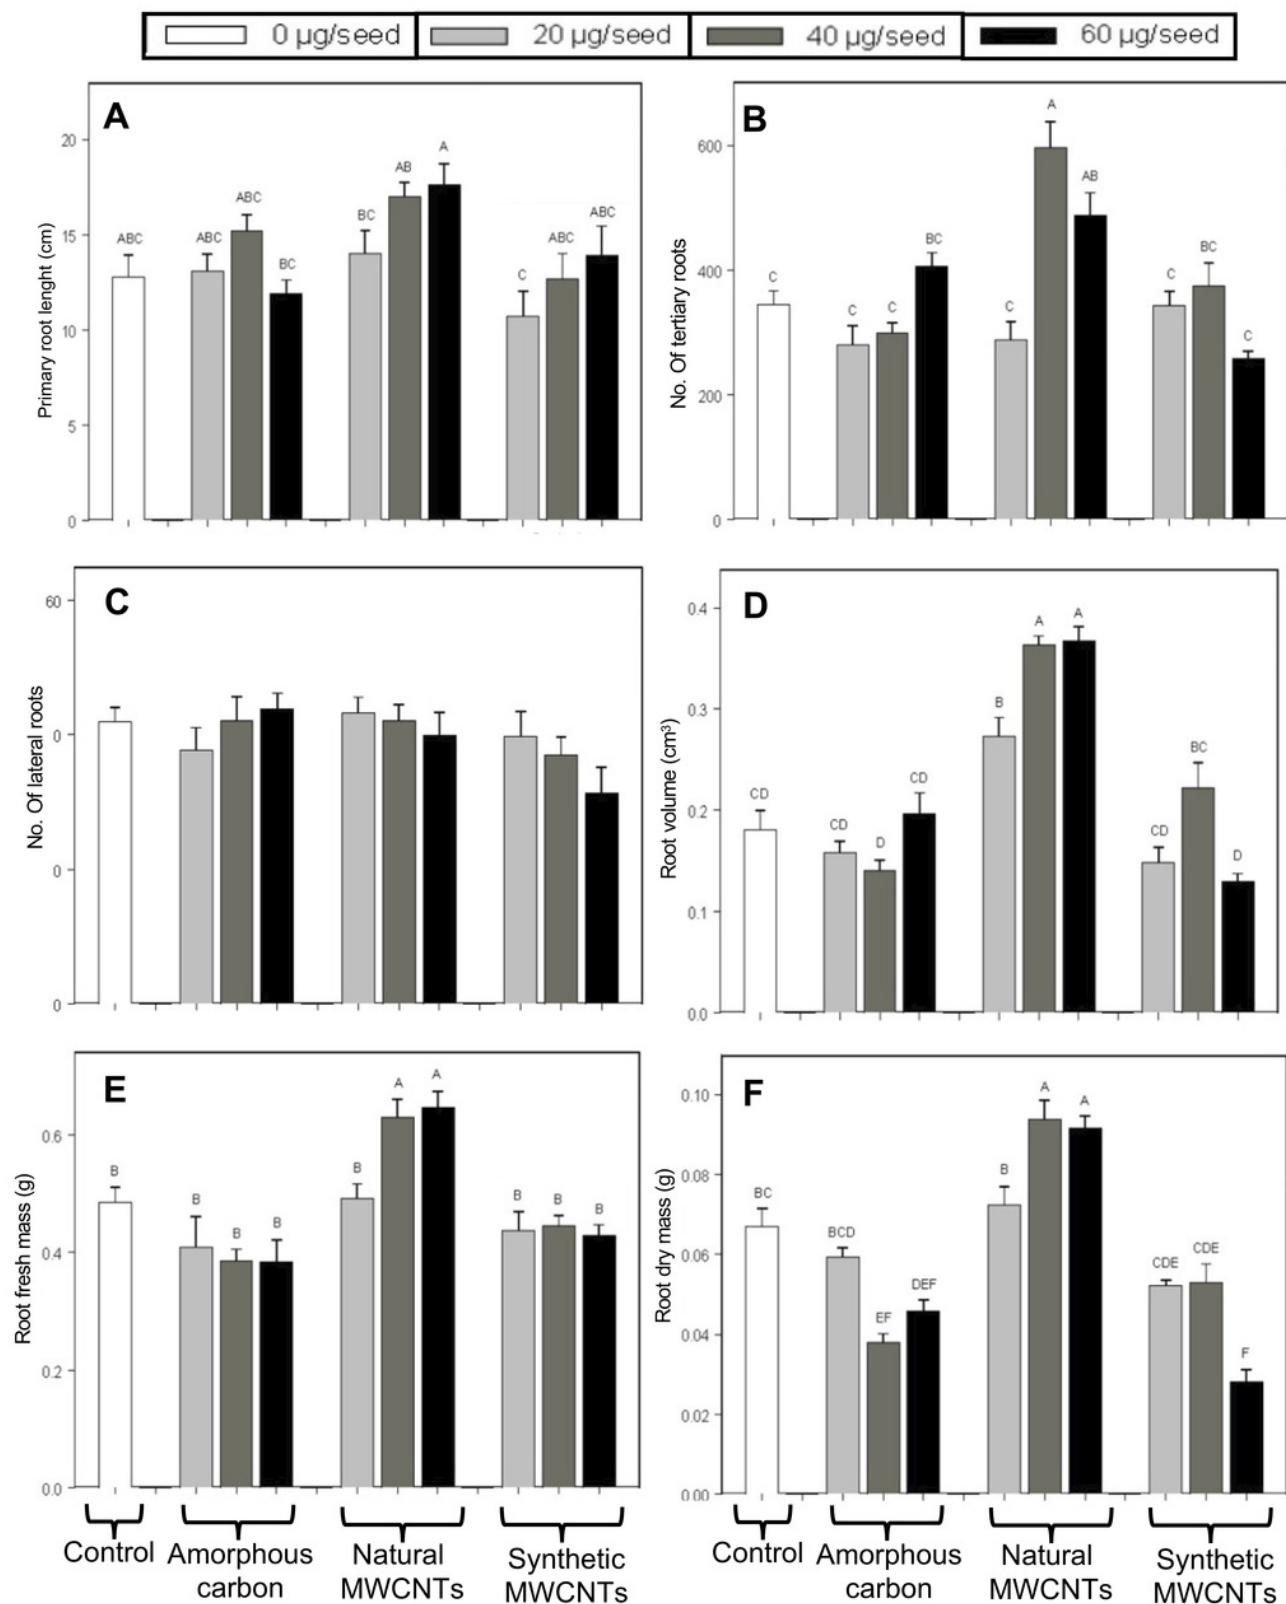 0 µg/seed 20 µg/seed 40 µg/seed 60 µg/seed
A
Primary root lenght (cm)
20
15
10
5
0
ABC ABC ABC BC BC AB A C ABC ABC
B
No. Of tertiary roots
600
400
200
0
C C C BC C A AB C BC C
C
No. Of lateral roots
60
0
0
0
D
Root volume (cm³)
0.4
0.3
0.2
0.1
0.0
CD CD D CD B A A CD BC D
E
Root fresh mass (g)
0.6
0.4
0.2
0.0
B B B B B A A B B B
F
Root dry mass (g)
0.10
0.08
0.06
0.04
0.02
0.00
BC BCD EF DEF B A A CDE CDE F
Control Amorphous carbon Natural MWCNTs Synthetic MWCNTs
Control Amorphous carbon Natural MWCNTs Synthetic MWCNTs